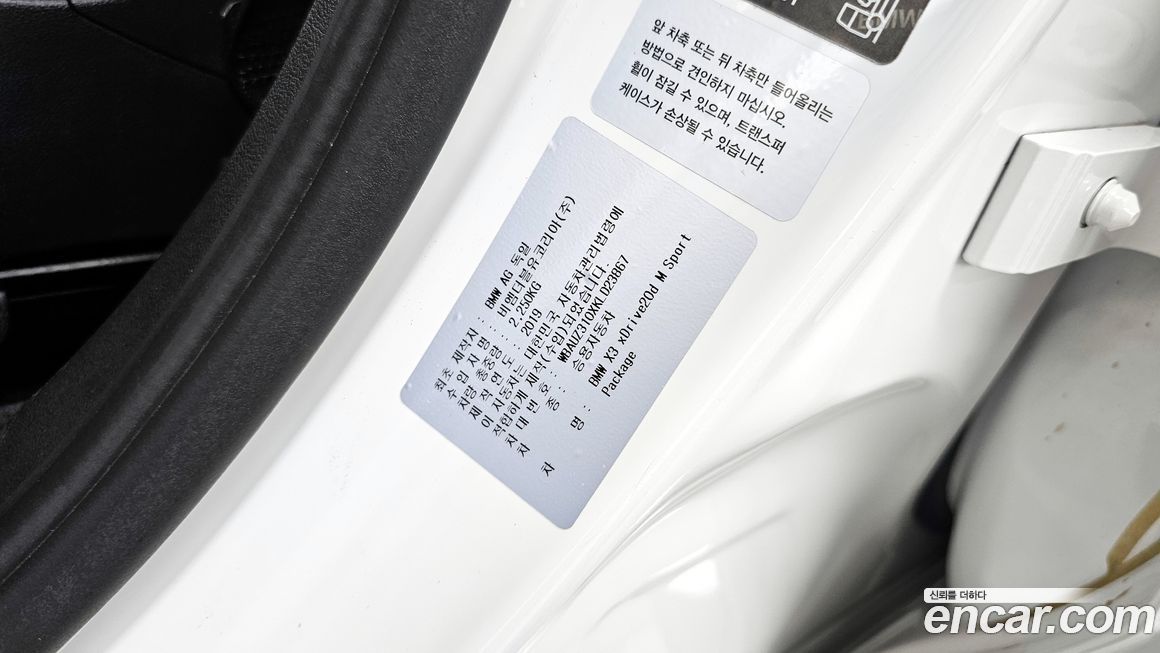 앞 차축 또는 뒤 차축만 들어올리는
방법으로 견인하지 마십시오.
휠이 잠길 수 있으며, 트랜스퍼
케이스가 손상될 수 있습니다.
최초 제작자 : BMW AG 독일
수 입 자 명 : 비엠더블유코리아(주)
차량 총중량 : 2.250KG
제 작 연 도 : 2019
이 자동차는 대한민국 자동차관리법령에
적합하게 제작(수입)되었습니다.
차 대 번 호 : WBAUZ310XKLD23867
차 종 : 승용자동차
차 명 : BMW X3 xDrive20d M Sport
Package
신뢰를 더하다
encar.com